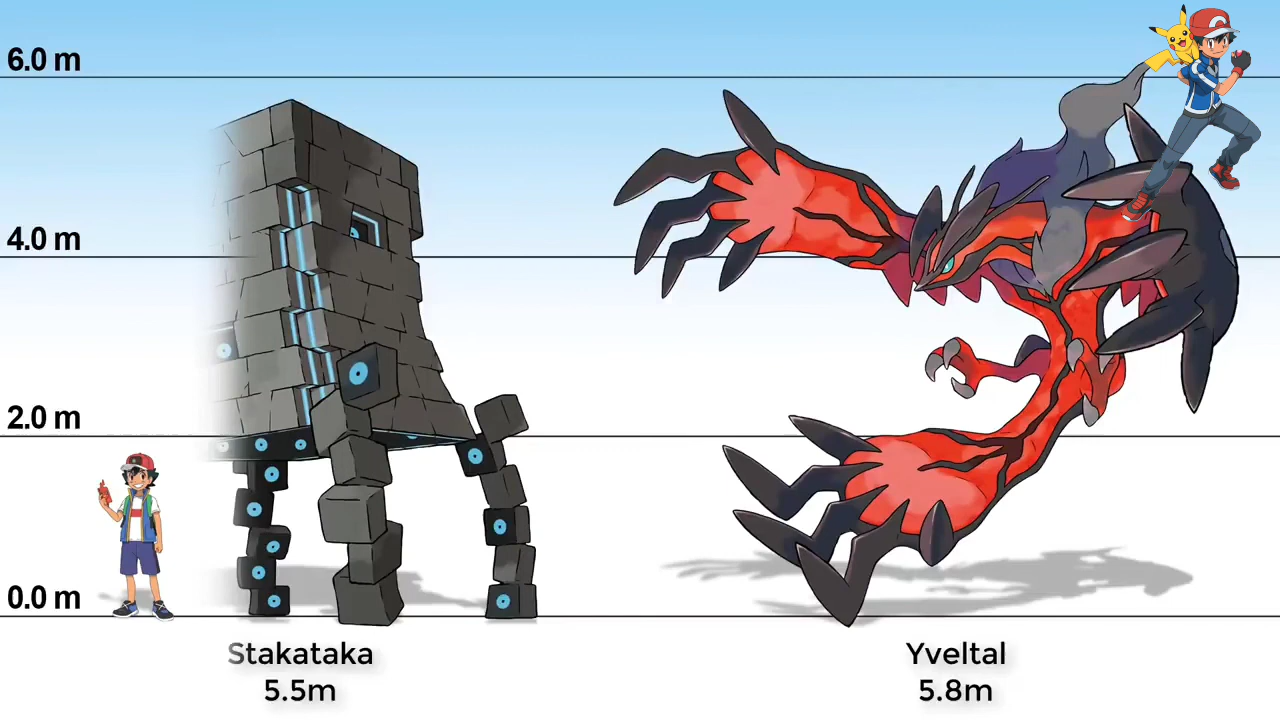 6.0 m
4.0 m
2.0 m
0.0 m
Stakataka
5.5m
Yveltal
5.8m